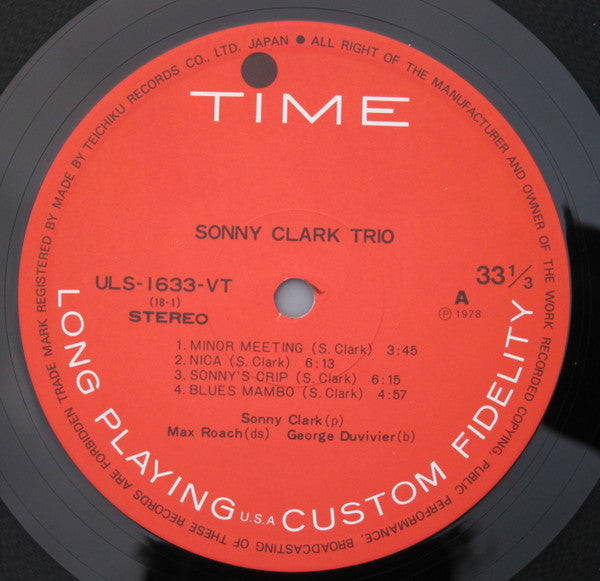 TRADE MARK REGISTERED BY MADE BY TEICHIKU RECORDS CO., LTD. JAPAN ● ALL RIGHT OF THE MANUFACTURER AND OWNER OF THE WORK RECORDED COPYING, PUBLIC PERFORMANCE, BROADCASTING OF THESE RECORDS ARE FORBIDDEN
TIME
SONNY CLARK TRIO
ULS-1633-VT
(18-1)
STEREO
33 1/3
A
Ⓟ 1978
1. MINOR MEETING (S. Clark) 3:45
2. NICA (S. Clark) 6:13
3. SONNY'S CRIP (S. Clark) 6:15
4. BLUES MAMBO (S. Clark) 4:57
Sonny Clark(p)
Max Roach(ds) George Duvivier(b)
LONG PLAYING U.S.A CUSTOM FIDELITY